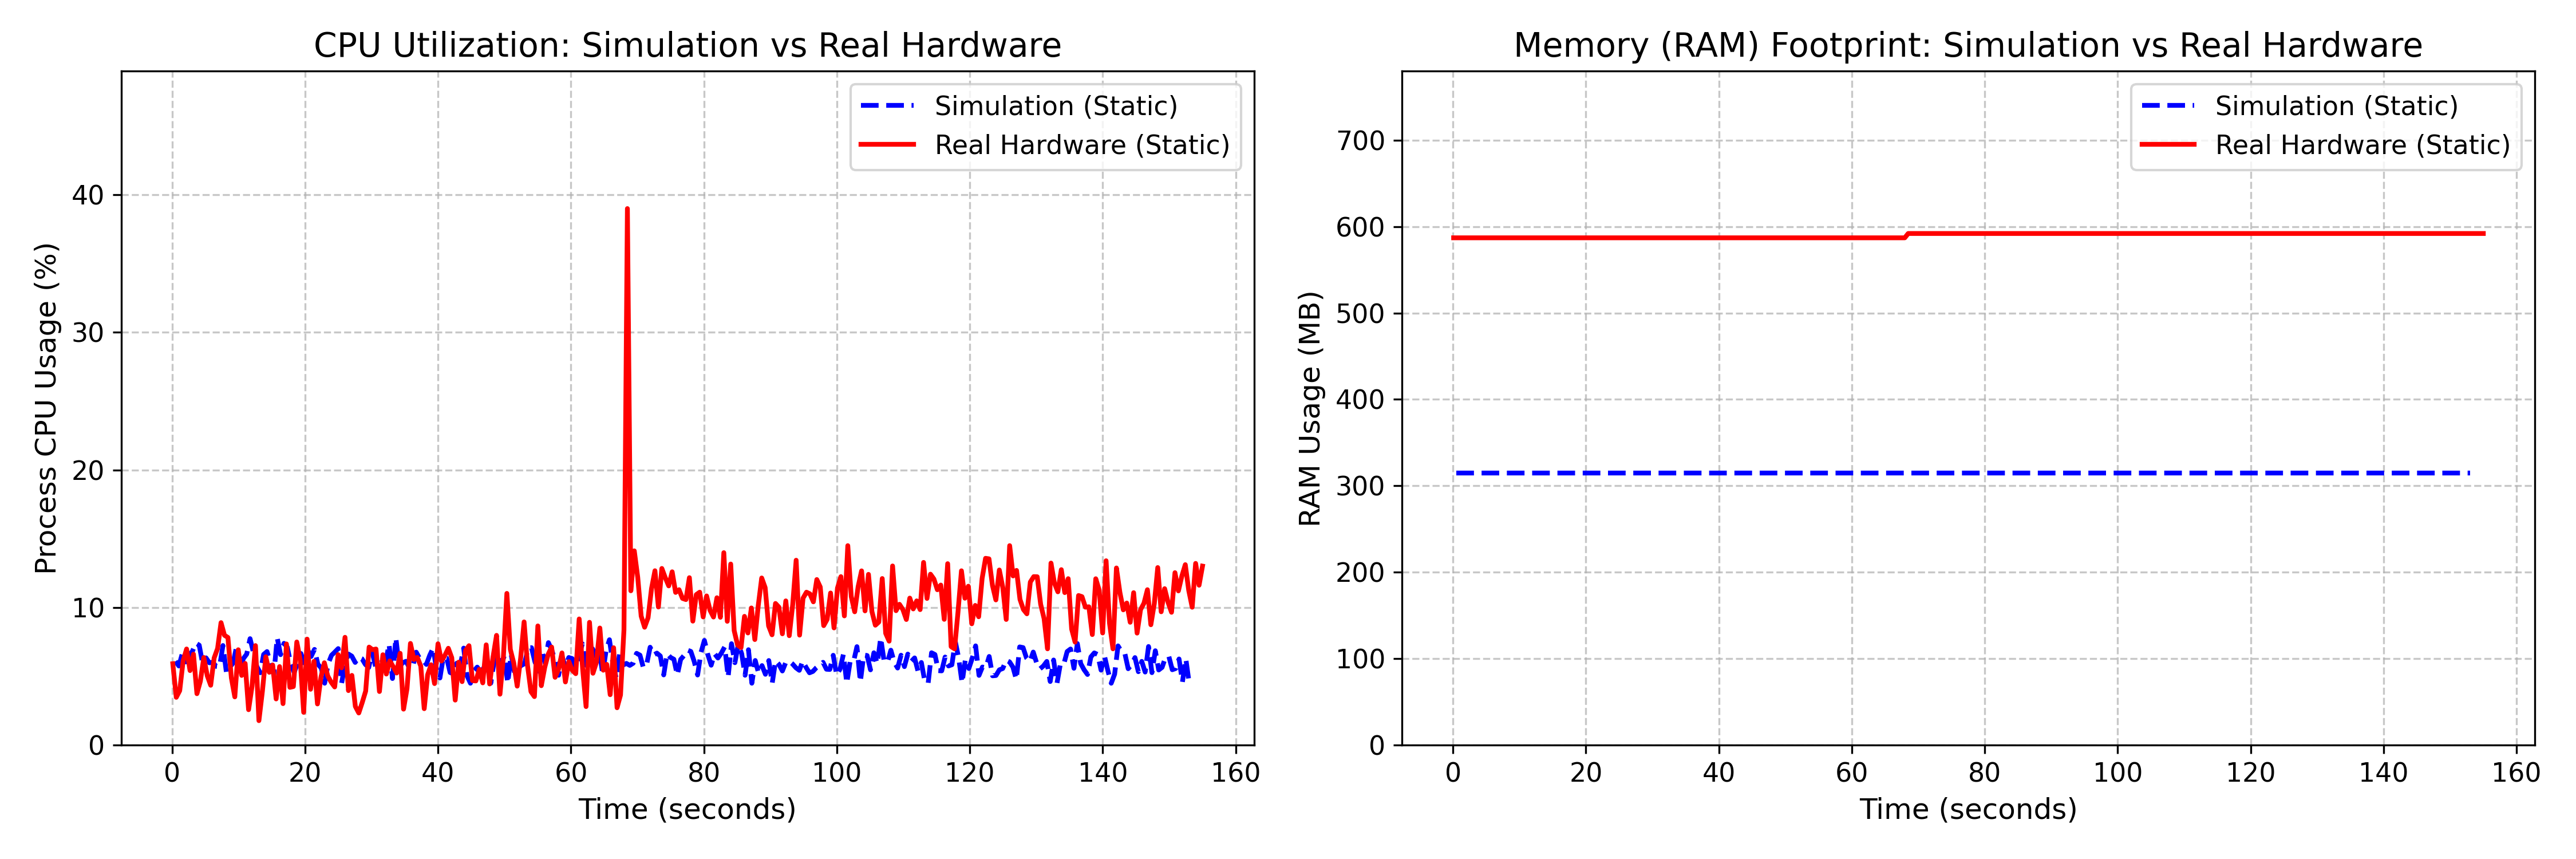 CPU Utilization: Simulation vs Real Hardware
Simulation (Static)
Real Hardware (Static)
Process CPU Usage (%)
40
30
20
10
0
0 20 40 60 80 100 120 140 160
Time (seconds)
Memory (RAM) Footprint: Simulation vs Real Hardware
Simulation (Static)
Real Hardware (Static)
RAM Usage (MB)
700
600
500
400
300
200
100
0
0 20 40 60 80 100 120 140 160
Time (seconds)